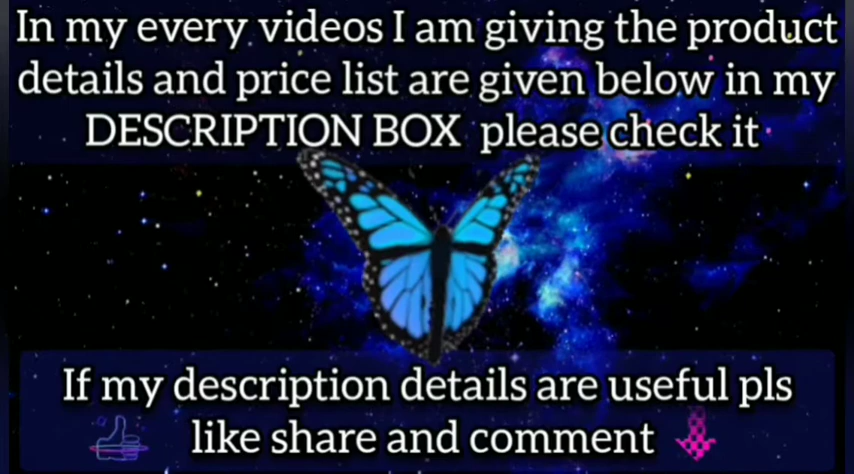 In my every videos I am giving the product
details and price list are given below in my
DESCRIPTION BOX please check it
If my description details are useful pls
like share and comment